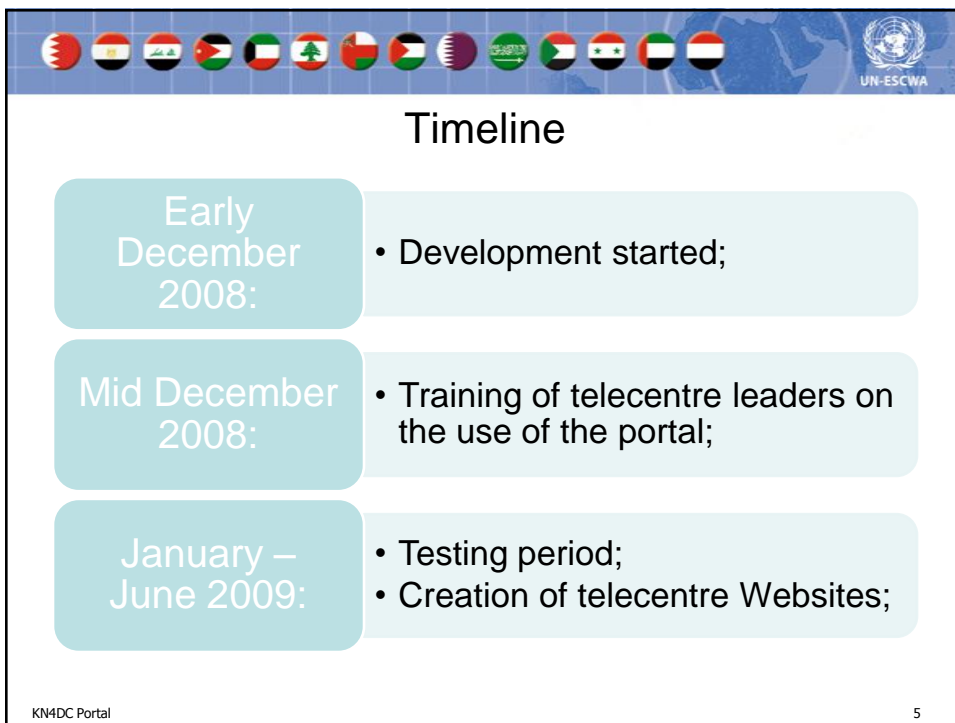 UN-ESCWA
Timeline
Early
December
2008:
• Development started;
Mid December
2008:
• Training of telecentre leaders on
the use of the portal;
January –
June 2009:
• Testing period;
• Creation of telecentre Websites;
KN4DC Portal
5